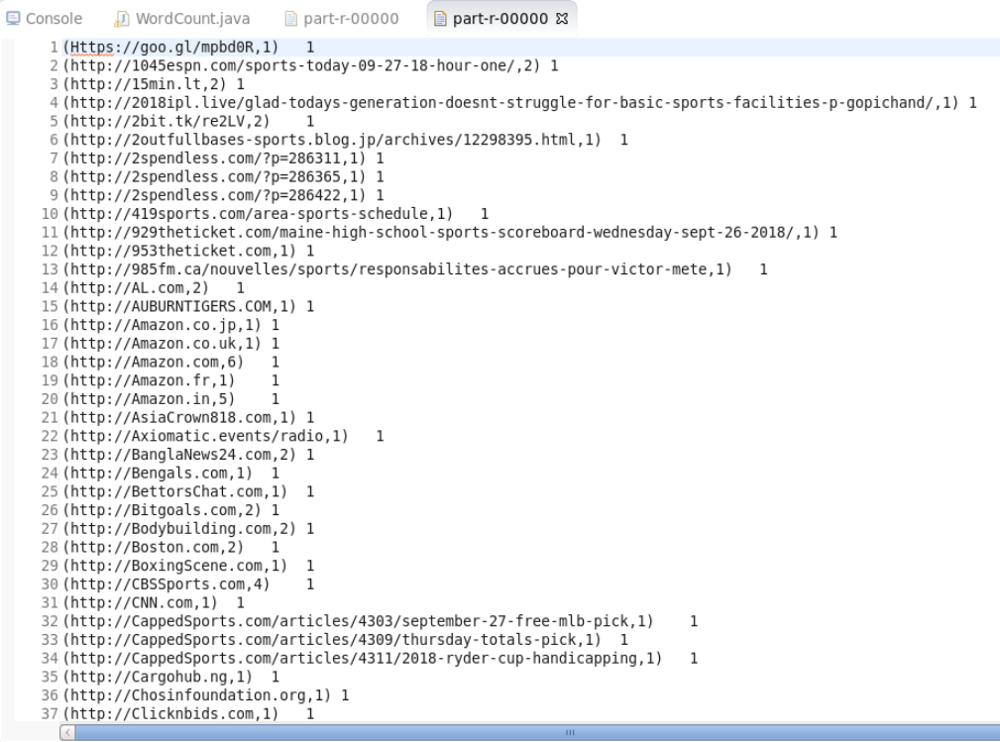 Console WordCount.java part-r-00000 part-r-00000
1 (Https://goo.gl/mpbd0R,1) 1
2 (http://1045espn.com/sports-today-09-27-18-hour-one/,2) 1
3 (http://15min.lt,2) 1
4 (http://2018ipl.live/glad-todays-generation-doesnt-struggle-for-basic-sports-facilities-p-gopichand/,1) 1
5 (http://2bit.tk/re2LV,2) 1
6 (http://2outfullbases-sports.blog.jp/archives/12298395.html,1) 1
7 (http://2spendless.com/?p=286311,1) 1
8 (http://2spendless.com/?p=286365,1) 1
9 (http://2spendless.com/?p=286422,1) 1
10 (http://419sports.com/area-sports-schedule,1) 1
11 (http://929theticket.com/maine-high-school-sports-scoreboard-wednesday-sept-26-2018/,1) 1
12 (http://953theticket.com,1) 1
13 (http://985fm.ca/nouvelles/sports/responsabilites-accrues-pour-victor-mete,1) 1
14 (http://AL.com,2) 1
15 (http://AUBURNTIGERS.COM,1) 1
16 (http://Amazon.co.jp,1) 1
17 (http://Amazon.co.uk,1) 1
18 (http://Amazon.com,6) 1
19 (http://Amazon.fr,1) 1
20 (http://Amazon.in,5) 1
21 (http://AsiaCrown818.com,1) 1
22 (http://Axiomatic.events/radio,1) 1
23 (http://BanglaNews24.com,2) 1
24 (http://Bengals.com,1) 1
25 (http://BettorsChat.com,1) 1
26 (http://Bitgoals.com,2) 1
27 (http://Bodybuilding.com,2) 1
28 (http://Boston.com,2) 1
29 (http://BoxingScene.com,1) 1
30 (http://CBSSports.com,4) 1
31 (http://CNN.com,1) 1
32 (http://CappedSports.com/articles/4303/september-27-free-mlb-pick,1) 1
33 (http://CappedSports.com/articles/4309/thursday-totals-pick,1) 1
34 (http://CappedSports.com/articles/4311/2018-ryder-cup-handicapping,1) 1
35 (http://Cargohub.ng,1) 1
36 (http://Chosinfoundation.org,1) 1
37 (http://Clicknbids.com,1) 1